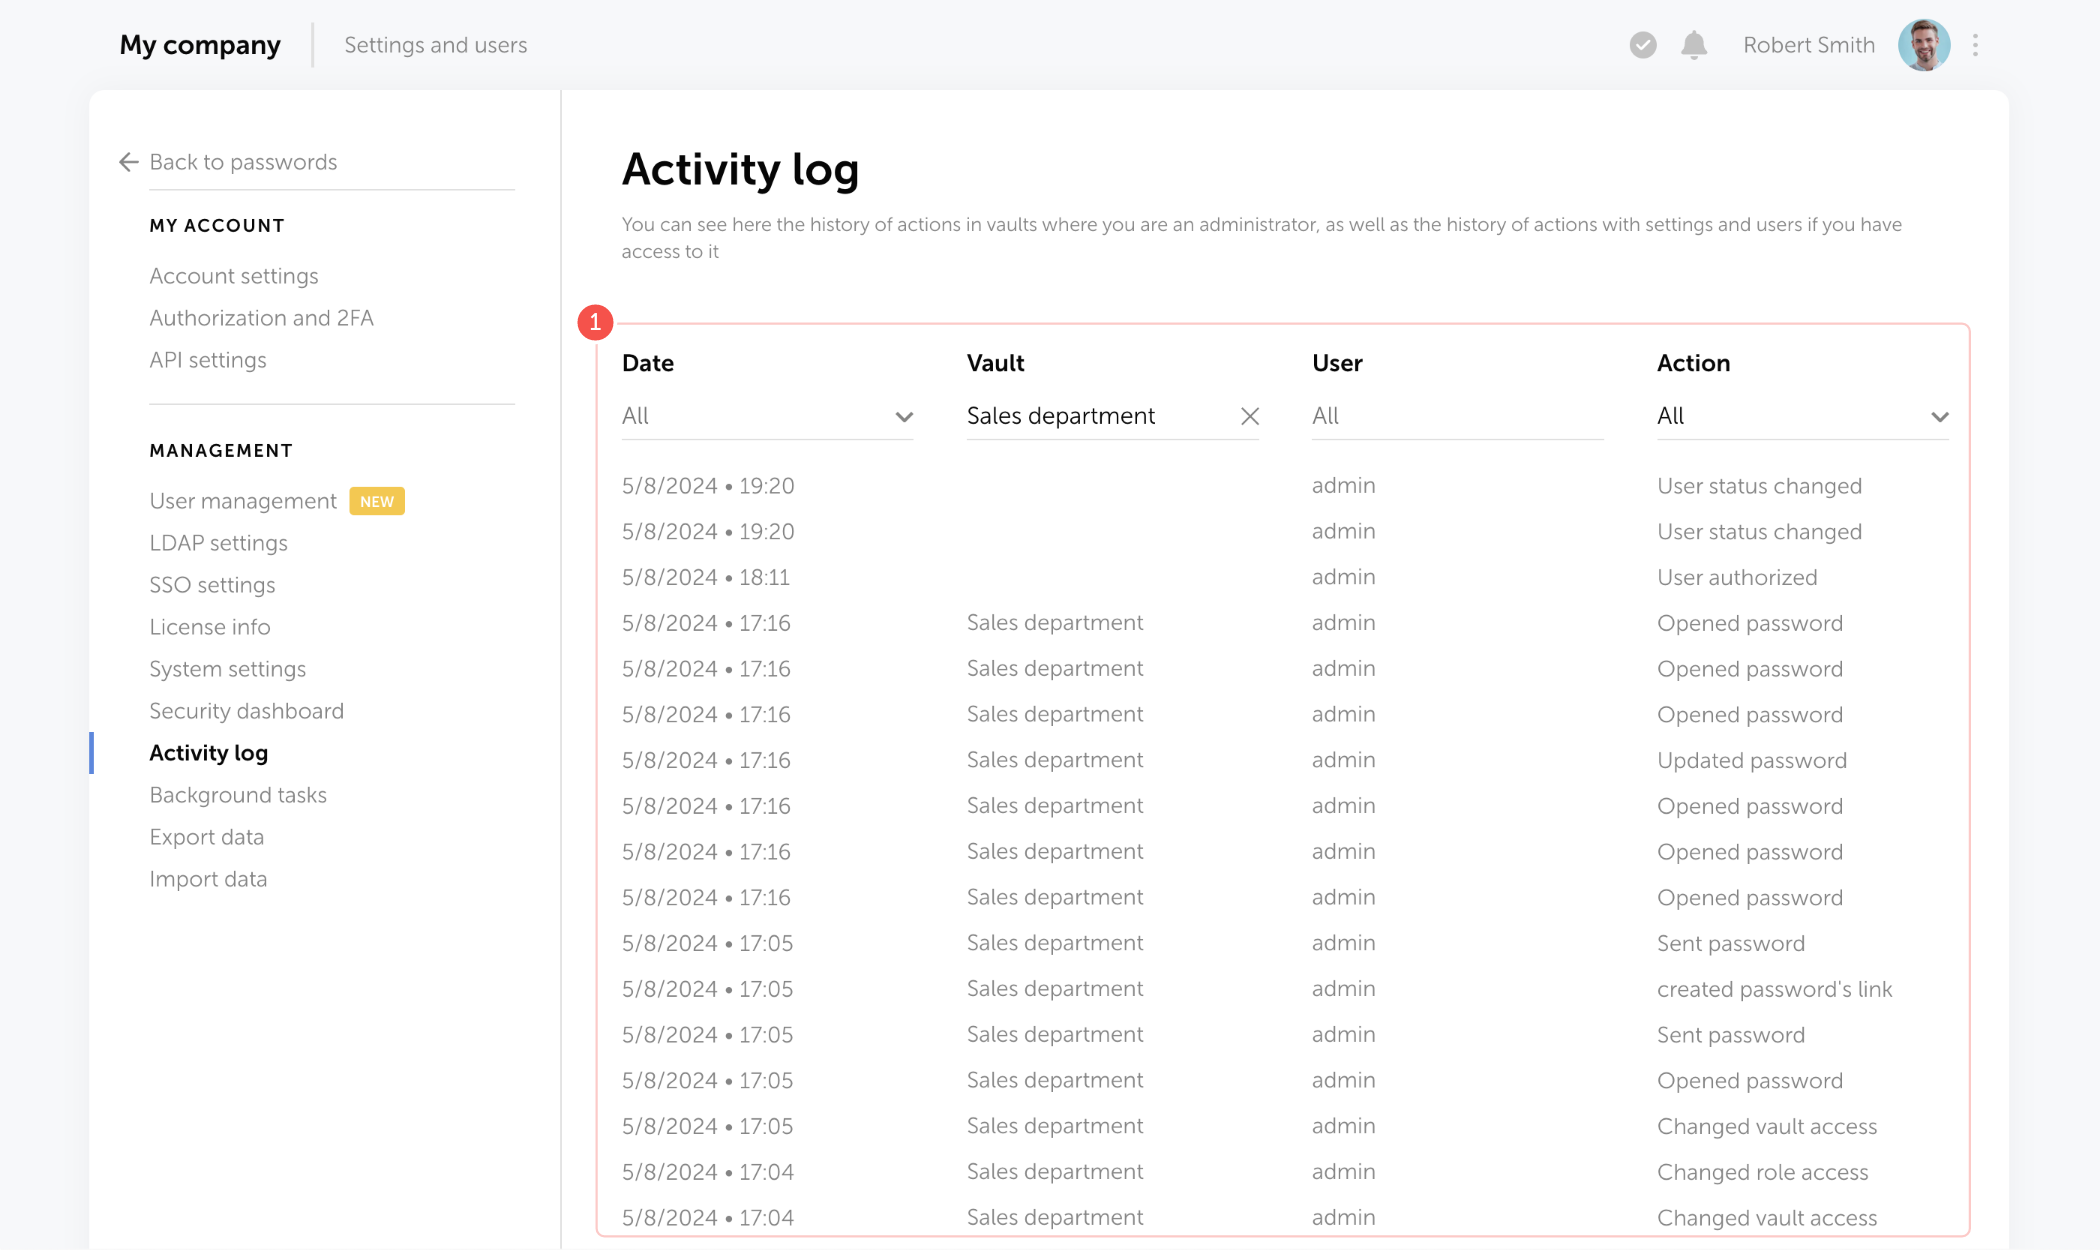 My company
Settings and users
Robert Smith
Back to passwords
MY ACCOUNT
Account settings
Authorization and 2FA
API settings
MANAGEMENT
User management NEW
LDAP settings
SSO settings
License info
System settings
Security dashboard
Activity log
Background tasks
Export data
Import data
Activity log
You can see here the history of actions in vaults where you are an administrator, as well as the history of actions with settings and users if you have
access to it
1
Date Vault User Action
All Sales department All All
5/8/2024 • 19:20 admin User status changed
5/8/2024 • 19:20 admin User status changed
5/8/2024 • 18:11 admin User authorized
5/8/2024 • 17:16 Sales department admin Opened password
5/8/2024 • 17:16 Sales department admin Opened password
5/8/2024 • 17:16 Sales department admin Opened password
5/8/2024 • 17:16 Sales department admin Updated password
5/8/2024 • 17:16 Sales department admin Opened password
5/8/2024 • 17:16 Sales department admin Opened password
5/8/2024 • 17:16 Sales department admin Opened password
5/8/2024 • 17:05 Sales department admin Sent password
5/8/2024 • 17:05 Sales department admin created password's link
5/8/2024 • 17:05 Sales department admin Sent password
5/8/2024 • 17:05 Sales department admin Opened password
5/8/2024 • 17:05 Sales department admin Changed vault access
5/8/2024 • 17:04 Sales department admin Changed role access
5/8/2024 • 17:04 Sales department admin Changed vault access